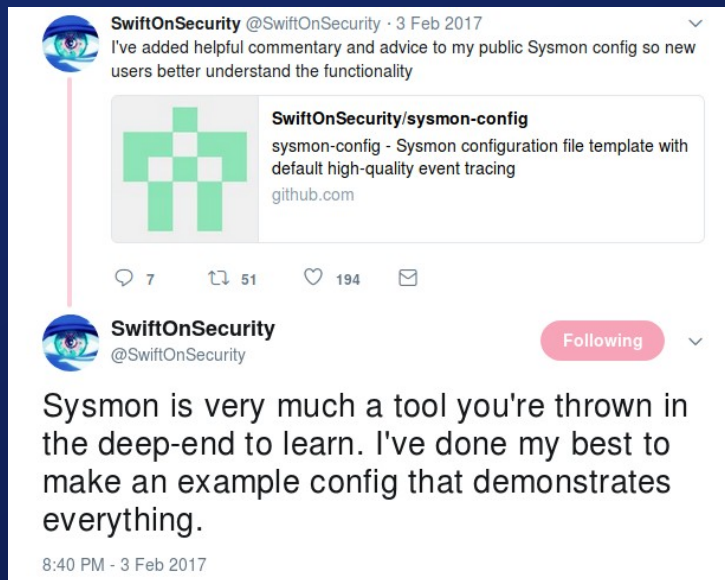 SwiftOnSecurity @SwiftOnSecurity · 3 Feb 2017
I've added helpful commentary and advice to my public Sysmon config so new
users better understand the functionality
SwiftOnSecurity/sysmon-config
sysmon-config - Sysmon configuration file template with
default high-quality event tracing
github.com
7 51 194
SwiftOnSecurity
@SwiftOnSecurity
Following
Sysmon is very much a tool you're thrown in
the deep-end to learn. I've done my best to
make an example config that demonstrates
everything.
8:40 PM - 3 Feb 2017